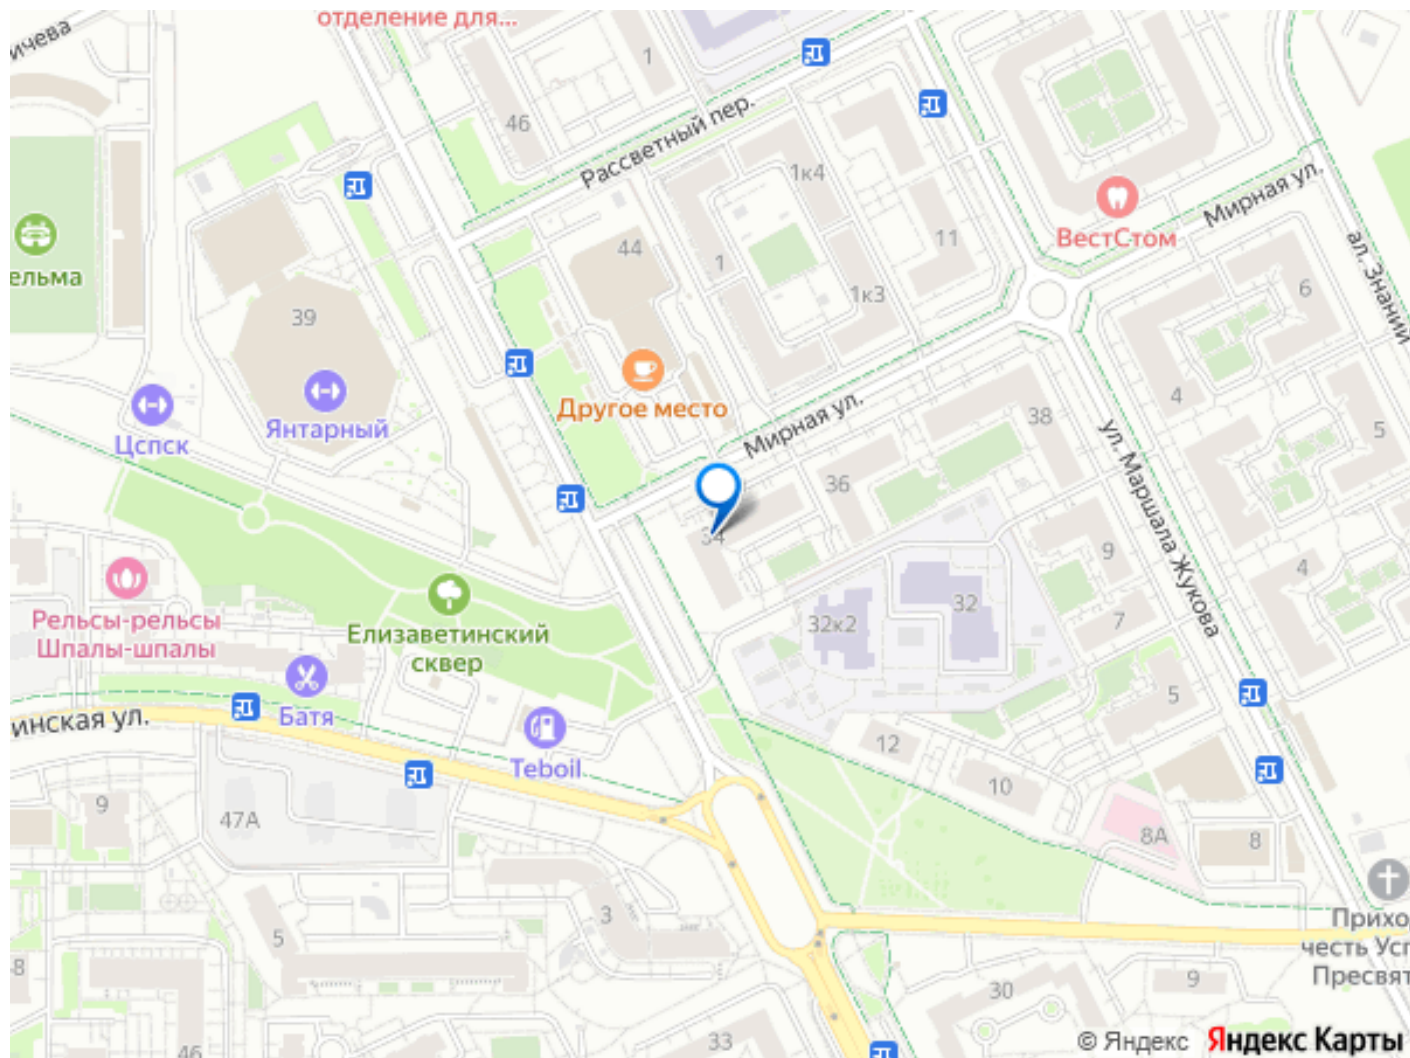 отделение для...
ичева
1
46
Рассветный пер.
1к4
ВестСтом
Мирная ул.
ал. Знаний
44
11
1
ельма
39
1к3
6
Янтарный
Цспск
Другое место
Мирная ул.
38
4
5
ул. Маршала Жукова
36
34
9
4
32
7
32к2
Рельсы-рельсы
Шпалы-шпалы
Елизаветинский
сквер
5
Батя
инская ул.
Teboil
12
10
9
47А
8А
8
3
5
Прихо
честь Усп
Пресвят
8
9
30
33
46
© Яндекс Яндекс Карты